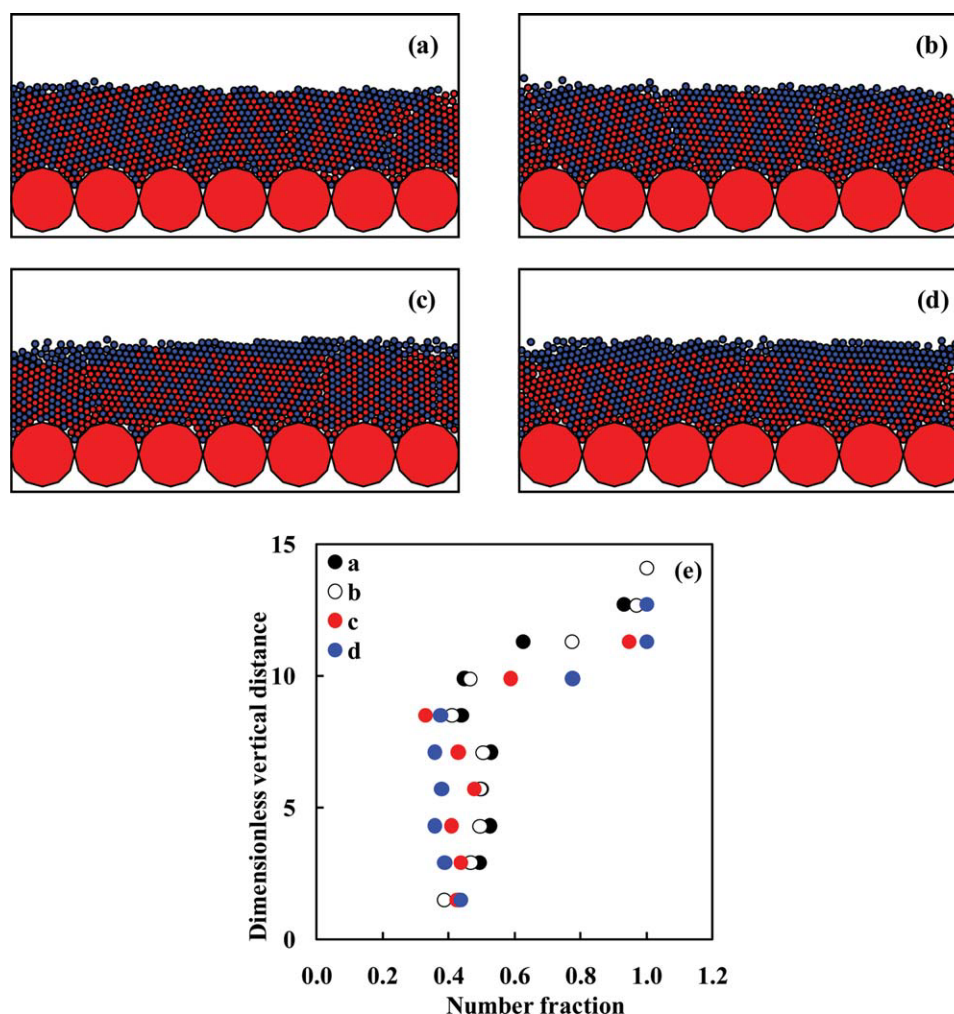 (a)
(b)
(c)
(d)
15
10
5
0
a
b
c
d
(e)
Dimensionless vertical distance
0.0 0.2 0.4 0.6 0.8 1.0 1.2
Number fraction